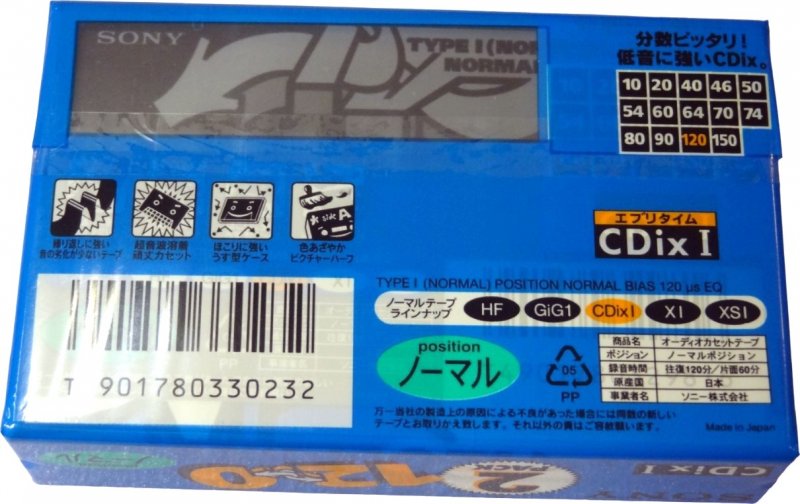 SONY
TYPE I (NOR
NORMAL
分数ピッタリ!
低音に強いCDix。
10 20 40 46 50
54 60 64 70 74
80 90 120 150
繰り返しに強い
音の劣化が少ないテープ
超音波溶着
頑丈カセット
ほこりに強い
うす型ケース
side A
色あざやか
ピクチャーハーフ
エブリタイム
CDix I
TYPE I (NORMAL) POSITION NORMAL BIAS 120 μs EQ
ノーマルテープ
ラインナップ
HF GiG1 CDix I XI XSI
position
ノーマル
05
PP
商品名 オーディオカセットテープ
ポジション ノーマルポジション
録音時間 往復120分/片面60分
原産国 日本
事業者名 ソニー株式会社
T 901780330232
万一当社の製造上の原因による不良があった場合には同数の新しい
テープとお取りかえ致します。それ以外の責はご容赦願います。
Made in Japan
ノーマル
2
PACK
120
CDix I